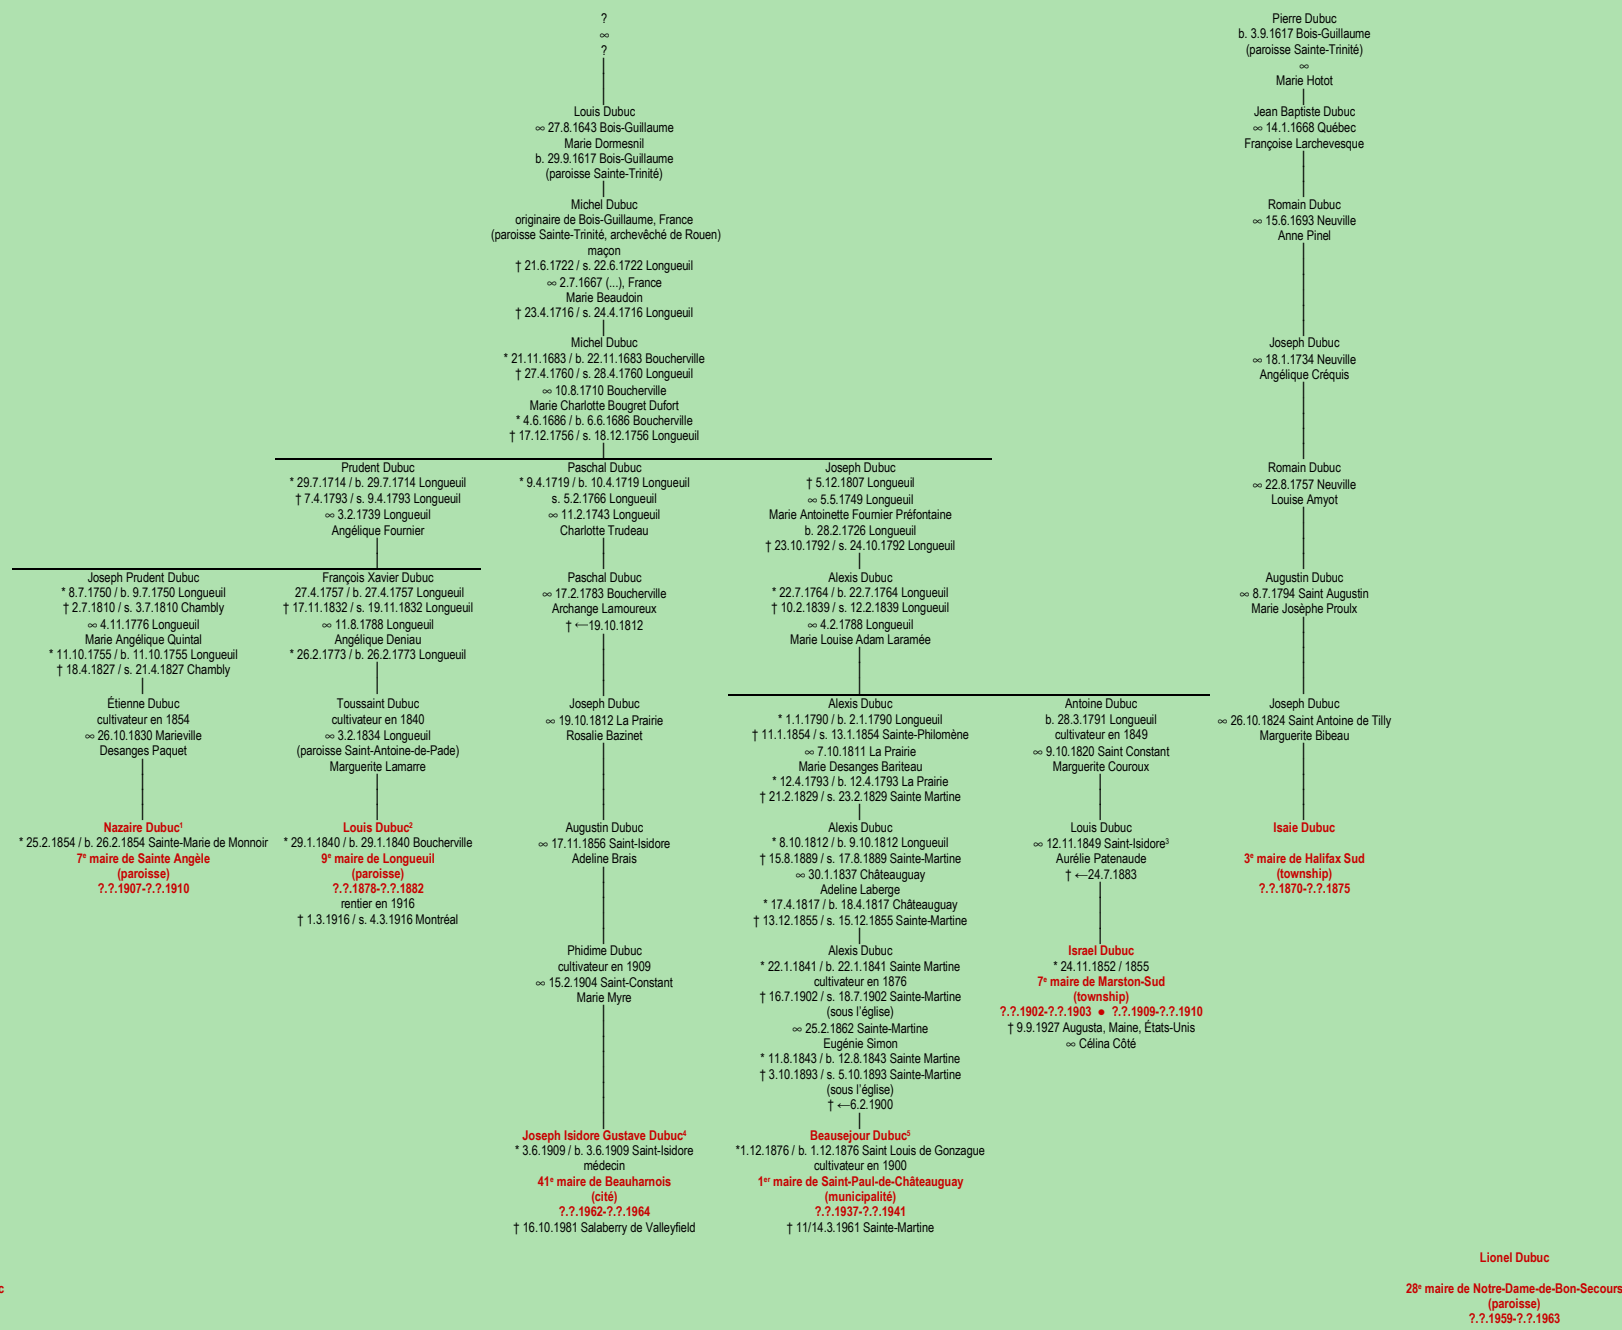 ?
∞
?
Louis Dubuc
∞ 27.8.1643 Bois-Guillaume
Marie Dormesnil
b. 29.9.1617 Bois-Guillaume
(paroisse Sainte-Trinité)
Michel Dubuc
originaire de Bois-Guillaume, France
(paroisse Sainte-Trinité, archevêché de Rouen)
maçon
† 21.6.1722 / s. 22.6.1722 Longueuil
∞ 2.7.1667 (...), France
Marie Beaudoin
† 23.4.1716 / s. 24.4.1716 Longueuil
Michel Dubuc
* 21.11.1683 / b. 22.11.1683 Boucherville
† 27.4.1760 / s. 28.4.1760 Longueuil
∞ 10.8.1710 Boucherville
Marie Charlotte Bougret Dufort
* 4.6.1686 / b. 6.6.1686 Boucherville
† 17.12.1756 / s. 18.12.1756 Longueuil
Prudent Dubuc
* 29.7.1714 / b. 29.7.1714 Longueuil
† 7.4.1793 / s. 9.4.1793 Longueuil
∞ 3.2.1739 Longueuil
Angélique Fournier
Joseph Prudent Dubuc
* 8.7.1750 / b. 9.7.1750 Longueuil
† 2.7.1810 / s. 3.7.1810 Chambly
∞ 4.11.1776 Longueuil
Marie Angélique Quintal
* 11.10.1755 / b. 11.10.1755 Longueuil
† 18.4.1827 / s. 21.4.1827 Chambly
Étienne Dubuc
cultivateur en 1854
∞ 26.10.1830 Marieville
Desanges Paquet
Nazaire Dubuc¹
* 25.2.1854 / b. 26.2.1854 Sainte-Marie de Monnoir
7ᵉ maire de Sainte Angèle
(paroisse)
?.?.1907-?.?.1910
François Xavier Dubuc
27.4.1757 / b. 27.4.1757 Longueuil
† 17.11.1832 / s. 19.11.1832 Longueuil
∞ 11.8.1788 Longueuil
Angélique Deniau
* 26.2.1773 / b. 26.2.1773 Longueuil
Toussaint Dubuc
cultivateur en 1840
∞ 3.2.1834 Longueuil
(paroisse Saint-Antoine-de-Pade)
Marguerite Lamarre
Louis Dubuc²
* 29.1.1840 / b. 29.1.1840 Boucherville
9ᵉ maire de Longueuil
(paroisse)
?.?.1878-?.?.1882
rentier en 1916
† 1.3.1916 / s. 4.3.1916 Montréal
Paschal Dubuc
* 9.4.1719 / b. 10.4.1719 Longueuil
s. 5.2.1766 Longueuil
∞ 11.2.1743 Longueuil
Charlotte Trudeau
Paschal Dubuc
∞ 17.2.1783 Boucherville
Archange Lamoureux
† ←19.10.1812
Joseph Dubuc
∞ 19.10.1812 La Prairie
Rosalie Bazinet
Augustin Dubuc
∞ 17.11.1856 Saint-Isidore
Adeline Brais
Phidime Dubuc
cultivateur en 1909
∞ 15.2.1904 Saint-Constant
Marie Myre
Joseph Isidore Gustave Dubuc⁴
* 3.6.1909 / b. 3.6.1909 Saint-Isidore
médecin
41ᵉ maire de Beauharnois
(cité)
?.?.1962-?.?.1964
† 16.10.1981 Salaberry de Valleyfield
Joseph Dubuc
† 5.12.1807 Longueuil
∞ 5.5.1749 Longueuil
Marie Antoinette Fournier Préfontaine
b. 28.2.1726 Longueuil
† 23.10.1792 / s. 24.10.1792 Longueuil
Alexis Dubuc
* 22.7.1764 / b. 22.7.1764 Longueuil
† 10.2.1839 / s. 12.2.1839 Longueuil
∞ 4.2.1788 Longueuil
Marie Louise Adam Laramée
Alexis Dubuc
* 1.1.1790 / b. 2.1.1790 Longueuil
† 11.1.1854 / s. 13.1.1854 Sainte-Philomène
∞ 7.10.1811 La Prairie
Marie Desanges Bariteau
* 12.4.1793 / b. 12.4.1793 La Prairie
† 21.2.1829 / s. 23.2.1829 Sainte Martine
Alexis Dubuc
* 8.10.1812 / b. 9.10.1812 Longueuil
† 15.8.1889 / s. 17.8.1889 Sainte-Martine
∞ 30.1.1837 Châteauguay
Adeline Laberge
* 17.4.1817 / b. 18.4.1817 Châteauguay
† 13.12.1855 / s. 15.12.1855 Sainte-Martine
Alexis Dubuc
* 22.1.1841 / b. 22.1.1841 Sainte Martine
cultivateur en 1876
† 16.7.1902 / s. 18.7.1902 Sainte-Martine
(sous l'église)
∞ 25.2.1862 Sainte-Martine
Eugénie Simon
* 11.8.1843 / b. 12.8.1843 Sainte Martine
† 3.10.1893 / s. 5.10.1893 Sainte-Martine
(sous l'église)
† ←6.2.1900
Beausejour Dubuc⁵
*1.12.1876 / b. 1.12.1876 Saint Louis de Gonzague
cultivateur en 1900
1ᵉʳ maire de Saint-Paul-de-Châteauguay
(municipalité)
?.?.1937-?.?.1941
† 11/14.3.1961 Sainte-Martine
Antoine Dubuc
b. 28.3.1791 Longueuil
cultivateur en 1849
∞ 9.10.1820 Saint Constant
Marguerite Couroux
Louis Dubuc
∞ 12.11.1849 Saint-Isidore³
Aurélie Patenaude
† ←24.7.1883
Israel Dubuc
* 24.11.1852 / 1855
7ᵉ maire de Marston-Sud
(township)
?.?.1902-?.?.1903 ● ?.?.1909-?.?.1910
† 9.9.1927 Augusta, Maine, États-Unis
∞ Célina Côté
Pierre Dubuc
b. 3.9.1617 Bois-Guillaume
(paroisse Sainte-Trinité)
∞
Marie Hotot
Jean Baptiste Dubuc
∞ 14.1.1668 Québec
Françoise Larchevesque
Romain Dubuc
∞ 15.6.1693 Neuville
Anne Pinel
Joseph Dubuc
∞ 18.1.1734 Neuville
Angélique Créquis
Romain Dubuc
∞ 22.8.1757 Neuville
Louise Amyot
Augustin Dubuc
∞ 8.7.1794 Saint Augustin
Marie Josèphe Proulx
Joseph Dubuc
∞ 26.10.1824 Saint Antoine de Tilly
Marguerite Bibeau
Isaie Dubuc
3ᵉ maire de Halifax Sud
(township)
?.?.1870-?.?.1875
Lionel Dubuc
28ᵉ maire de Notre-Dame-de-Bon-Secours
(paroisse)
?.?.1959-?.?.1963
c